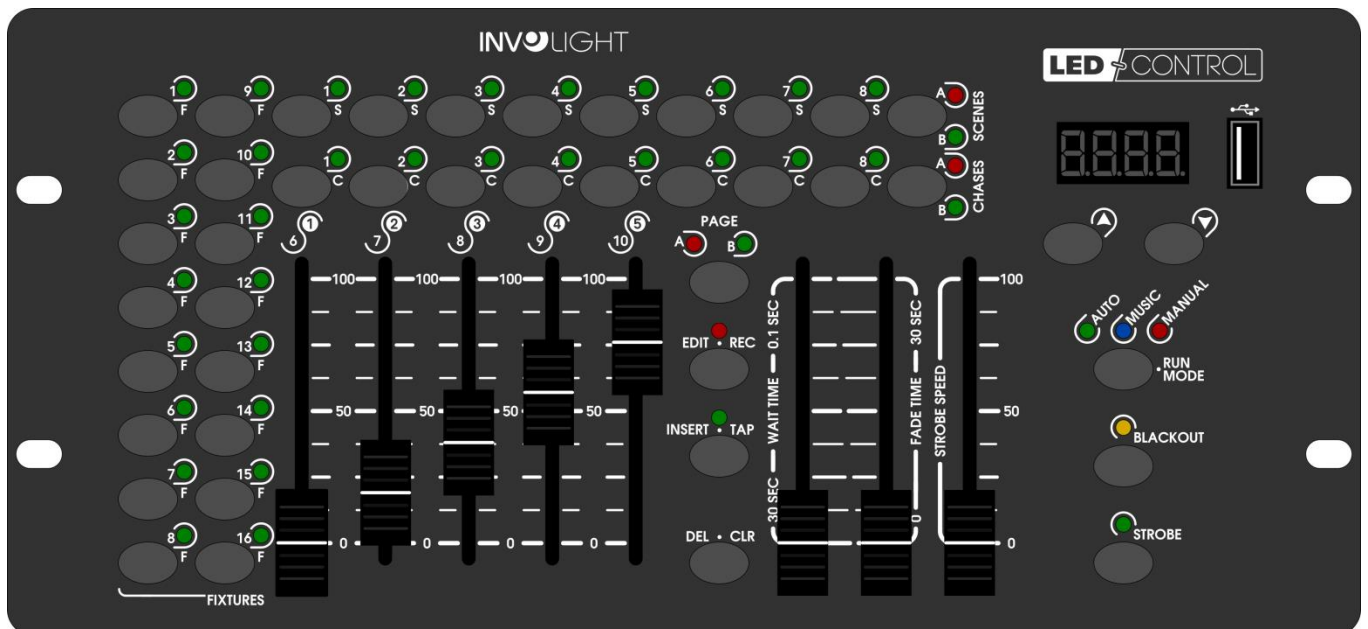 INVOLIGHT
LED CONTROL
1 F 9 F 1 S 2 S 3 S 4 S 5 S 6 S 7 S 8 S A B SCENES
2 F 10 F 1 C 2 C 3 C 4 C 5 C 6 C 7 C 8 C A B CHASES
3 F 11 F
4 F 12 F
5 F 13 F
6 F 14 F
7 F 15 F
8 F 16 F
FIXTURES
6 1 7 2 8 3 9 4 10 5
100 100 100 100
50 50 50
0 0 0 0
PAGE
A B
EDIT • REC
INSERT • TAP
DEL • CLR
30 SEC WAIT TIME 0.1 SEC
0 FADE TIME 30 SEC
STROBE SPEED
100
50
0
8.8.8.8.
AUTO MUSIC MANUAL
•RUN
MODE
BLACKOUT
STROBE